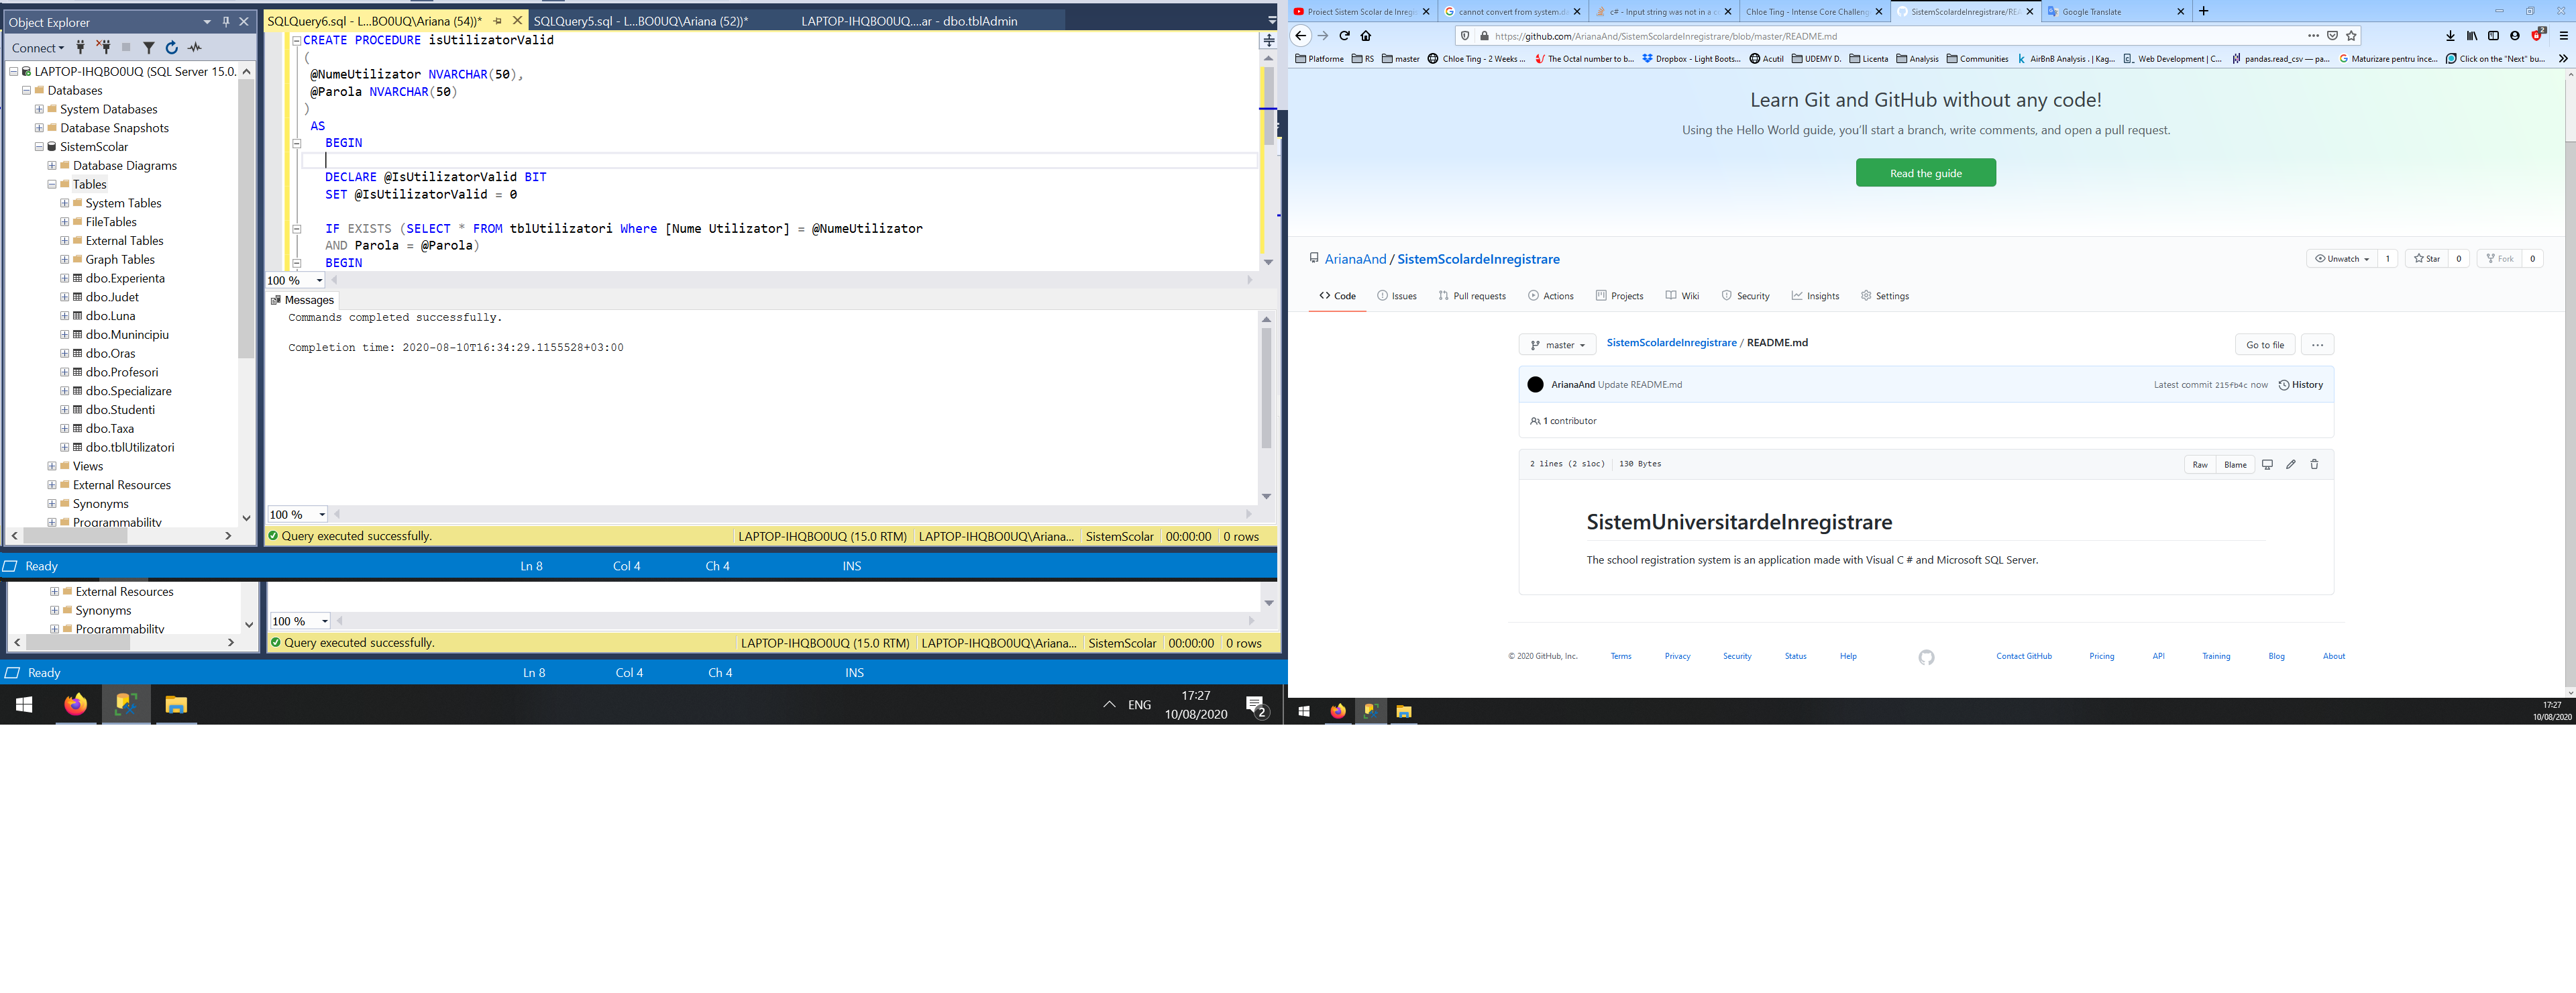 SQLQuery6.sql - L...BO0UQ\Ariana (54))*
SQLQuery5.sql - L...BO0UQ\Ariana (52))*
LAPTOP-IHQBO0UQ....ar - dbo.tblAdmin
Object Explorer
Connect
LAPTOP-IHQBO0UQ (SQL Server 15.0.
Databases
System Databases
Database Snapshots
SistemScolar
Database Diagrams
Tables
System Tables
FileTables
External Tables
Graph Tables
dbo.Experienta
dbo.Judet
dbo.Luna
dbo.Munincipiu
dbo.Oras
dbo.Profesori
dbo.Specializare
dbo.Studenti
dbo.Taxa
dbo.tblUtilizatori
Views
External Resources
Synonyms
Programmability
CREATE PROCEDURE isUtilizatorValid
(
@NumeUtilizator NVARCHAR(50),
@Parola NVARCHAR(50)
)
AS
BEGIN
DECLARE @IsUtilizatorValid BIT
SET @IsUtilizatorValid = 0
IF EXISTS (SELECT * FROM tblUtilizatori Where [Nume Utilizator] = @NumeUtilizator
AND Parola = @Parola)
BEGIN
100 %
Messages
Commands completed successfully.
Completion time: 2020-08-10T16:34:29.1155528+03:00
100 %
Query executed successfully.
LAPTOP-IHQBO0UQ (15.0 RTM)
LAPTOP-IHQBO0UQ\Ariana...
SistemScolar
00:00:00
0 rows
Ready
Ln 8
Col 4
Ch 4
INS
External Resources
Synonyms
Programmability
100 %
Query executed successfully.
LAPTOP-IHQBO0UQ (15.0 RTM)
LAPTOP-IHQBO0UQ\Ariana...
SistemScolar
00:00:00
0 rows
Ready
Ln 8
Col 4
Ch 4
INS
ENG
17:27
10/08/2020
2
Proiect Sistem Scolar de Inregi
cannot convert from system.d
c# - Input string was not in a c
Chloe Ting - Intense Core Challeng
SistemScolardeInregistrare/REA
Google Translate
https://github.com/ArianaAnd/SistemScolardeInregistrare/blob/master/README.md
2
Platforme
RS
master
Chloe Ting - 2 Weeks ...
The Octal number to b...
Dropbox - Light Boots...
Acutil
UDEMY D.
Licenta
Analysis
Communities
AirBnB Analysis . | Kag...
Web Development | C...
pandas.read_csv — pa...
Maturizare pentru înce...
Click on the "Next" bu...
Learn Git and GitHub without any code!
Using the Hello World guide, you'll start a branch, write comments, and open a pull request.
Read the guide
ArianaAnd / SistemScolardeInregistrare
Unwatch
1
Star
0
Fork
0
Code
Issues
Pull requests
Actions
Projects
Wiki
Security
Insights
Settings
master
SistemScolardeInregistrare / README.md
Go to file
ArianaAnd Update README.md
Latest commit 215fb4c now
History
1 contributor
2 lines (2 sloc)
130 Bytes
Raw
Blame
SistemUniversitardeInregistrare
The school registration system is an application made with Visual C # and Microsoft SQL Server.
© 2020 GitHub, Inc.
Terms
Privacy
Security
Status
Help
Contact GitHub
Pricing
API
Training
Blog
About
17:27
10/08/2020